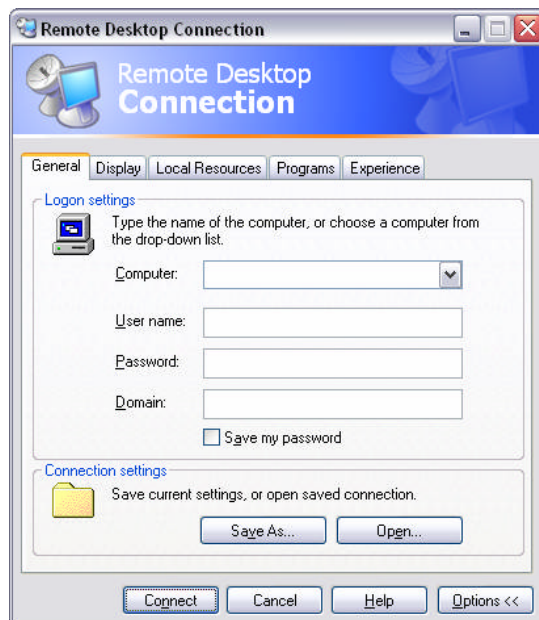 Remote Desktop Connection
Remote Desktop
Connection
General Display Local Resources Programs Experience
Logon settings
Type the name of the computer, or choose a computer from
the drop-down list.
Computer:
User name:
Password:
Domain:
Save my password
Connection settings
Save current settings, or open saved connection.
Save As... Open...
Connect Cancel Help Options <<